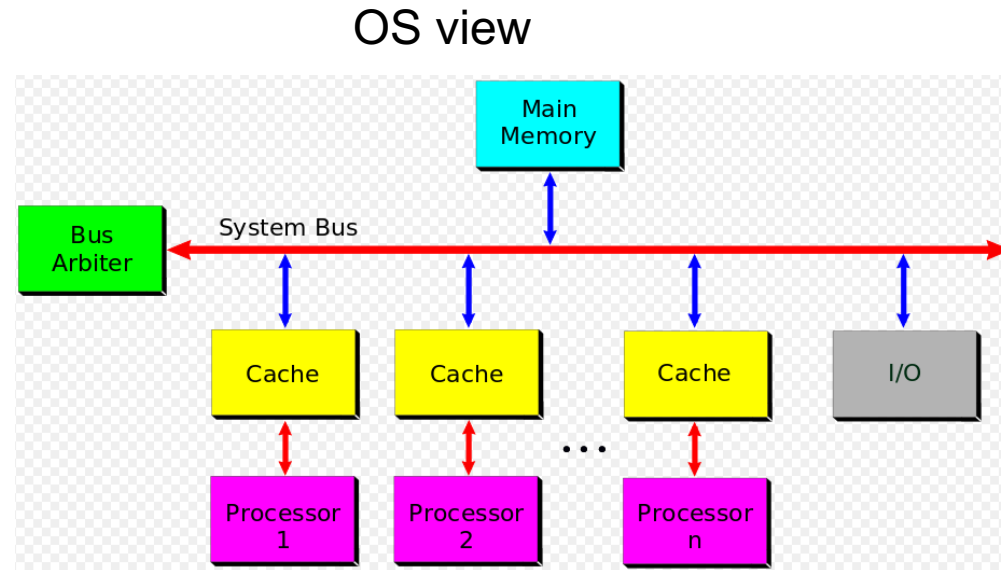 OS view
Main
Memory
System Bus
Bus
Arbiter
Cache
Cache
Cache
I/O
...
Processor
1
Processor
2
Processor
n